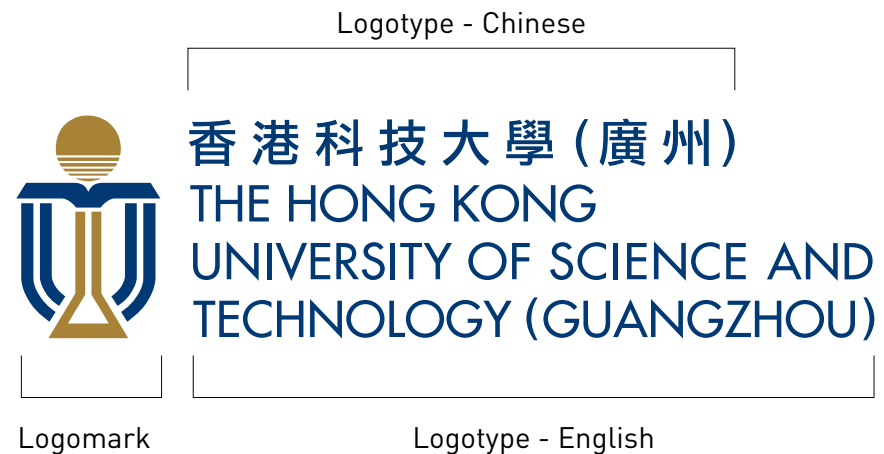 Logotype - Chinese
香港科技大學(廣州)
THE HONG KONG
UNIVERSITY OF SCIENCE AND
TECHNOLOGY (GUANGZHOU)
Logomark
Logotype - English